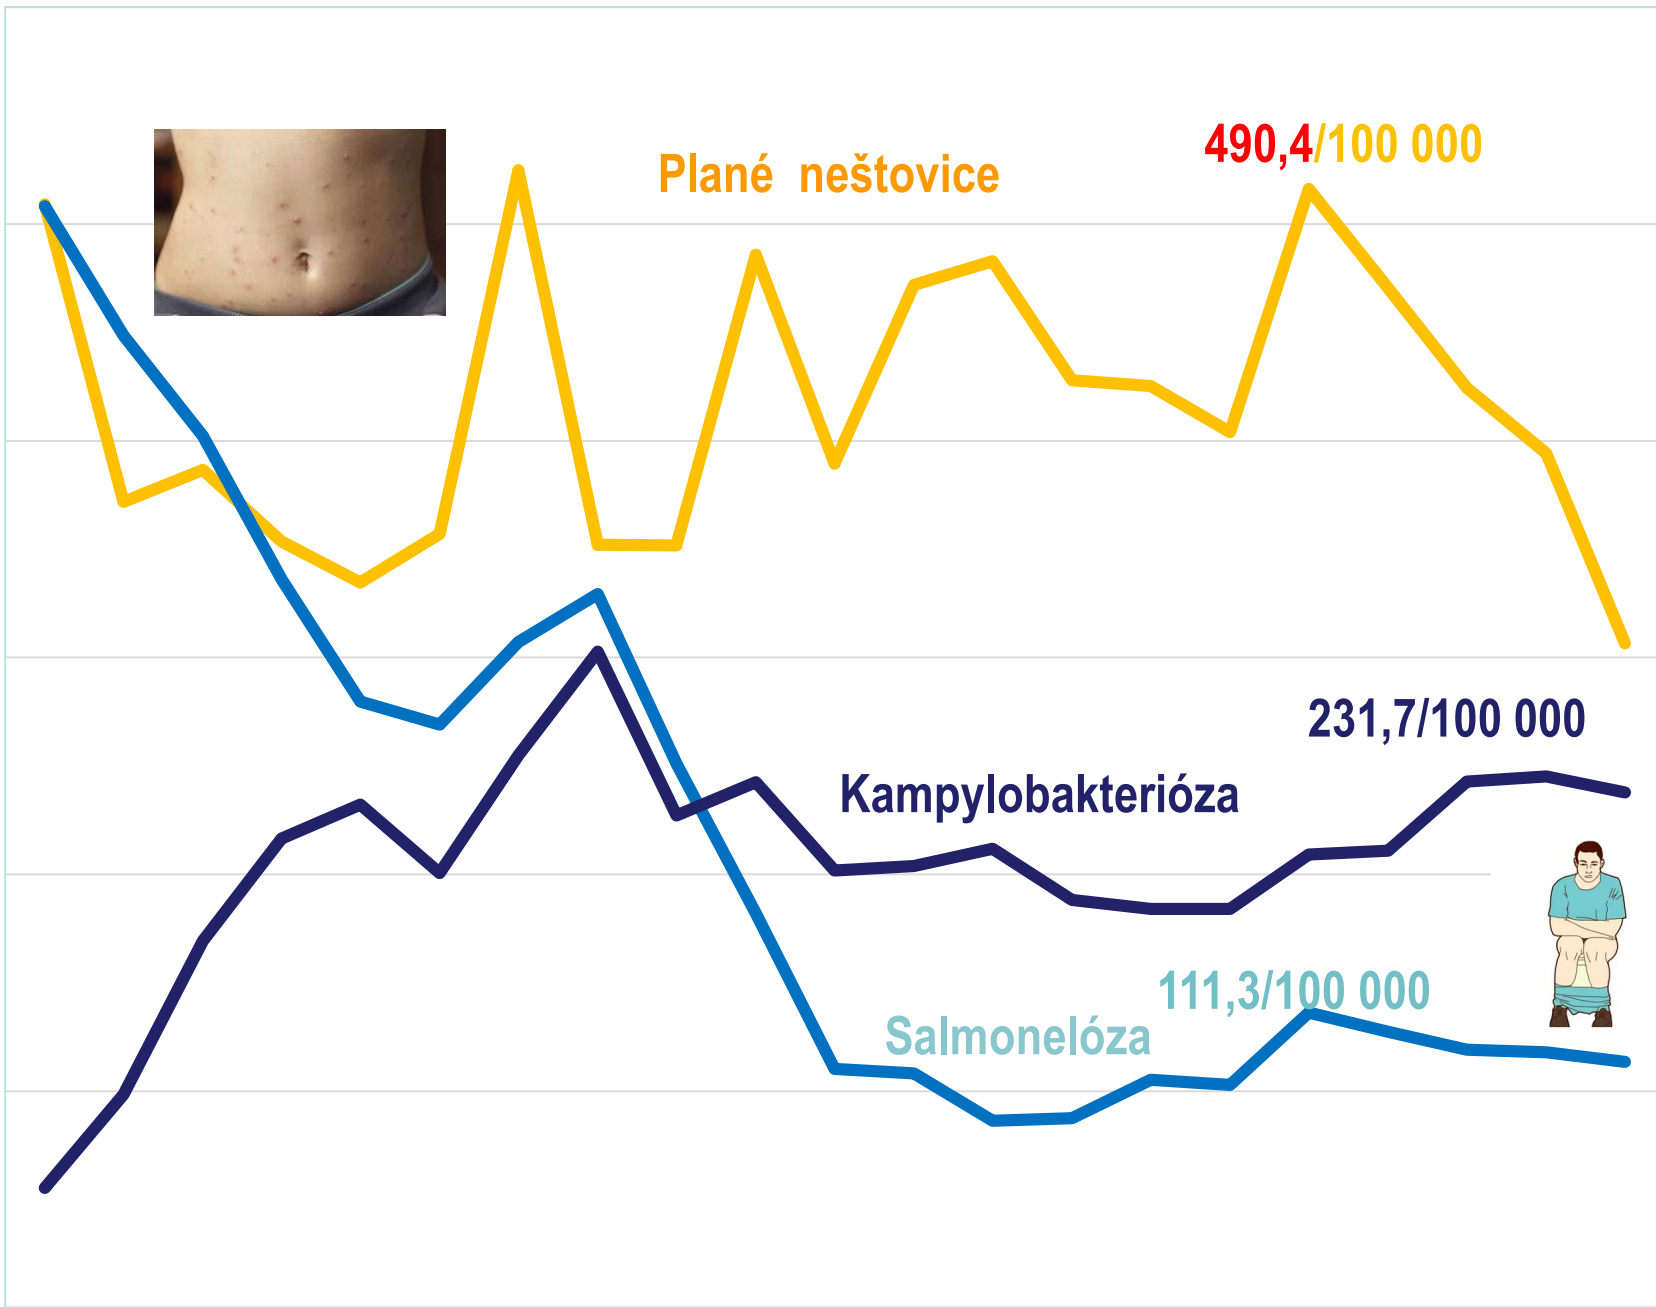 490,4/100 000
Plané neštovice
231,7/100 000
Kampylobakterióza
111,3/100 000
Salmonelóza